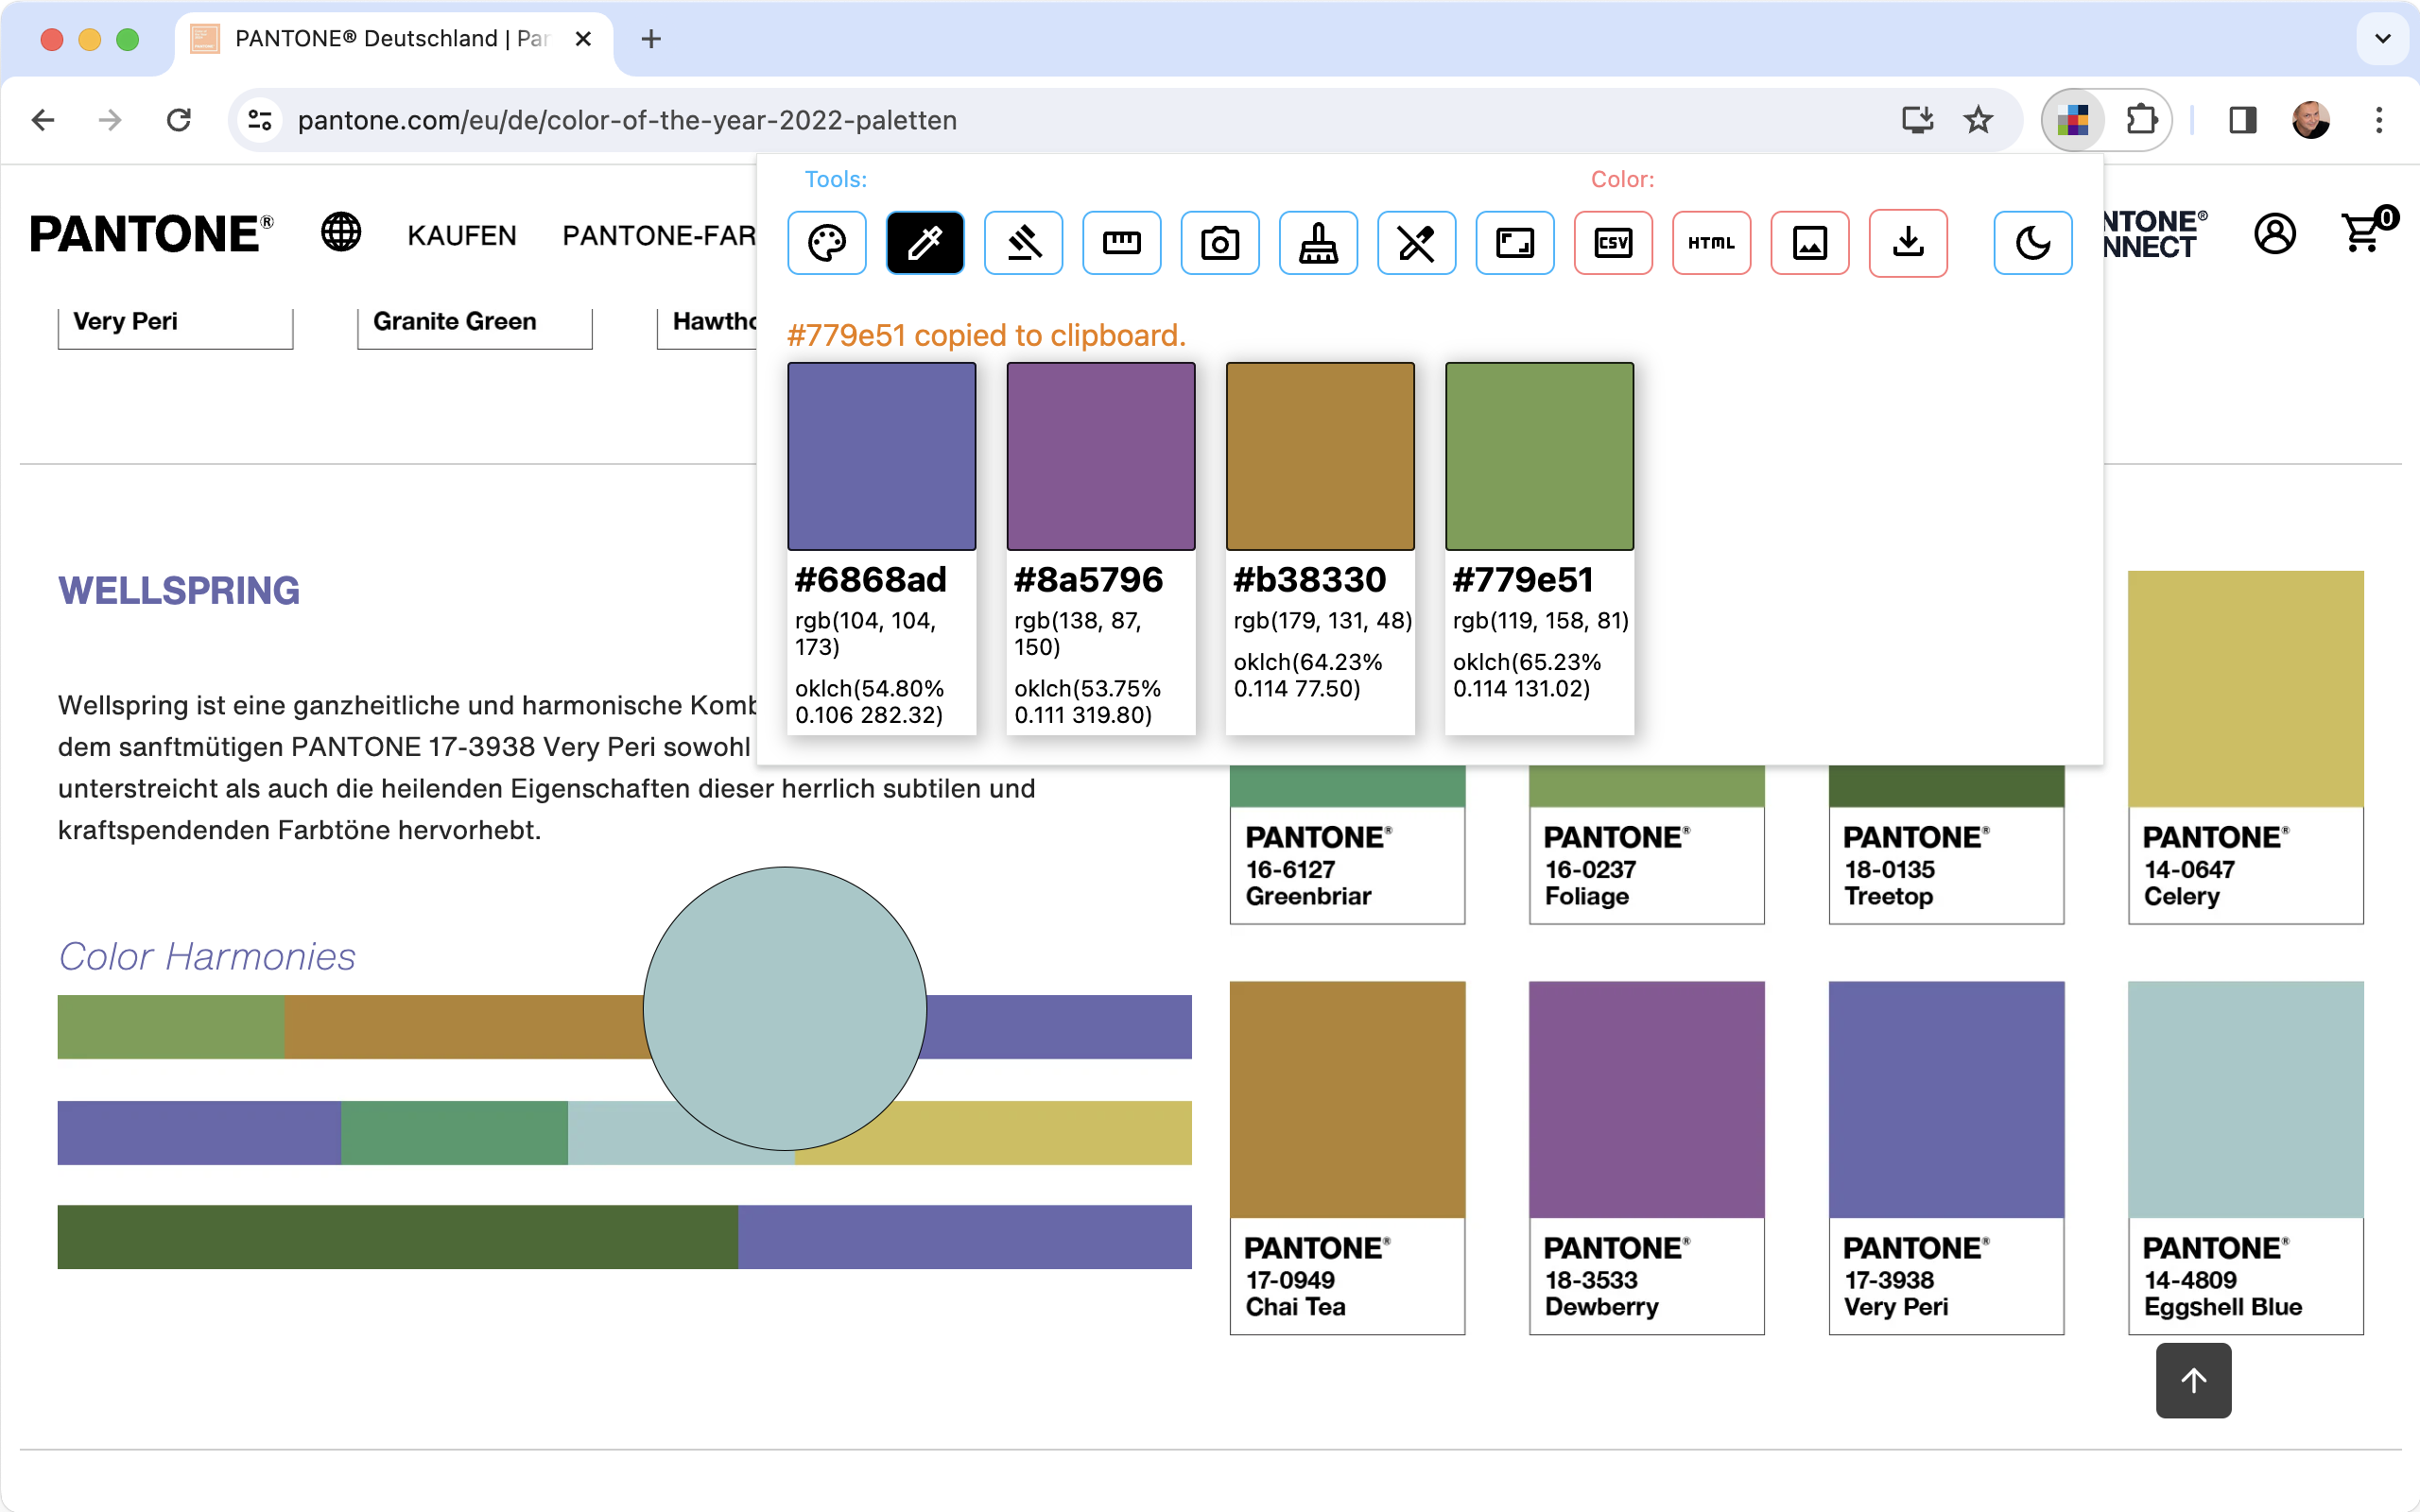 PANTONE® Deutschland | Par
pantone.com/eu/de/color-of-the-year-2022-paletten
Tools:
Color:
CSV
HTML
PANTONE®
KAUFEN
PANTONE-FAR
NTONE®
NNECT
0
Very Peri
Granite Green
Hawtho
#779e51 copied to clipboard.
#6868ad
rgb(104, 104,
173)
oklch(54.80%
0.106 282.32)
#8a5796
rgb(138, 87,
150)
oklch(53.75%
0.111 319.80)
#b38330
rgb(179, 131, 48)
oklch(64.23%
0.114 77.50)
#779e51
rgb(119, 158, 81)
oklch(65.23%
0.114 131.02)
WELLSPRING
Wellspring ist eine ganzheitliche und harmonische Komb
dem sanftmütigen PANTONE 17-3938 Very Peri sowohl
unterstreicht als auch die heilenden Eigenschaften dieser herrlich subtilen und
kraftspendenden Farbtöne hervorhebt.
Color Harmonies
PANTONE®
16-6127
Greenbriar
PANTONE®
16-0237
Foliage
PANTONE®
18-0135
Treetop
PANTONE®
14-0647
Celery
PANTONE®
17-0949
Chai Tea
PANTONE®
18-3533
Dewberry
PANTONE®
17-3938
Very Peri
PANTONE®
14-4809
Eggshell Blue